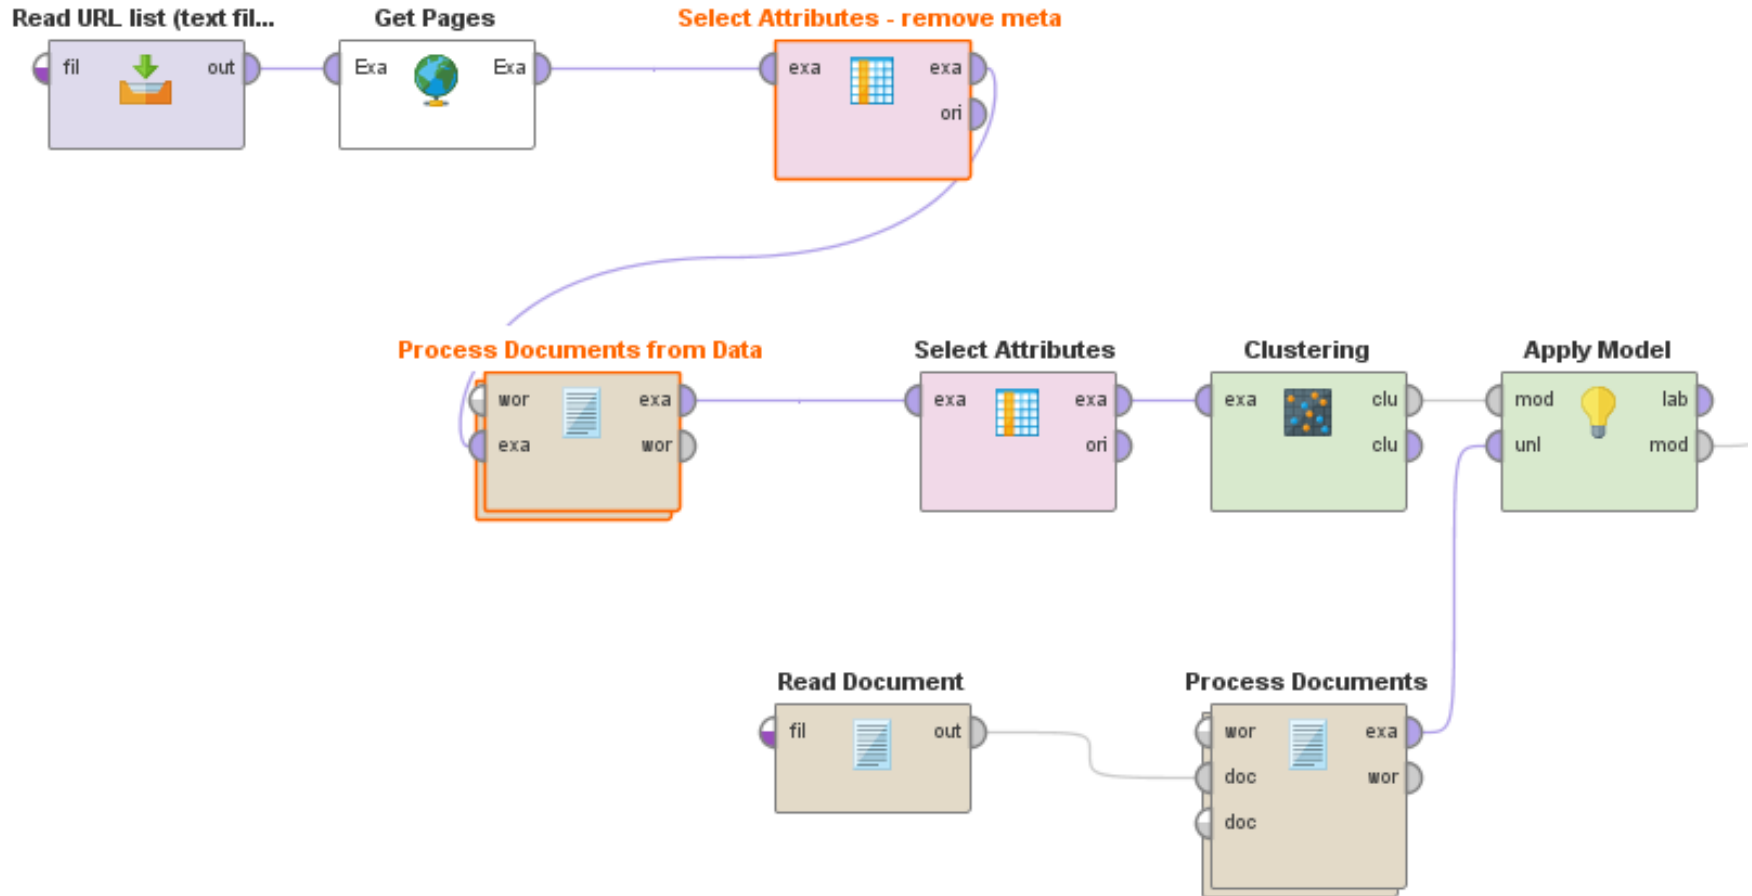 Read URL list (text fil...
Get Pages
Select Attributes - remove meta
fil out
Exa Exa
exa exa
ori
Process Documents from Data
Select Attributes
Clustering
Apply Model
wor exa
exa wor
exa exa
ori
exa clu
clu
mod lab
unl mod
Read Document
Process Documents
fil out
wor exa
doc wor
doc